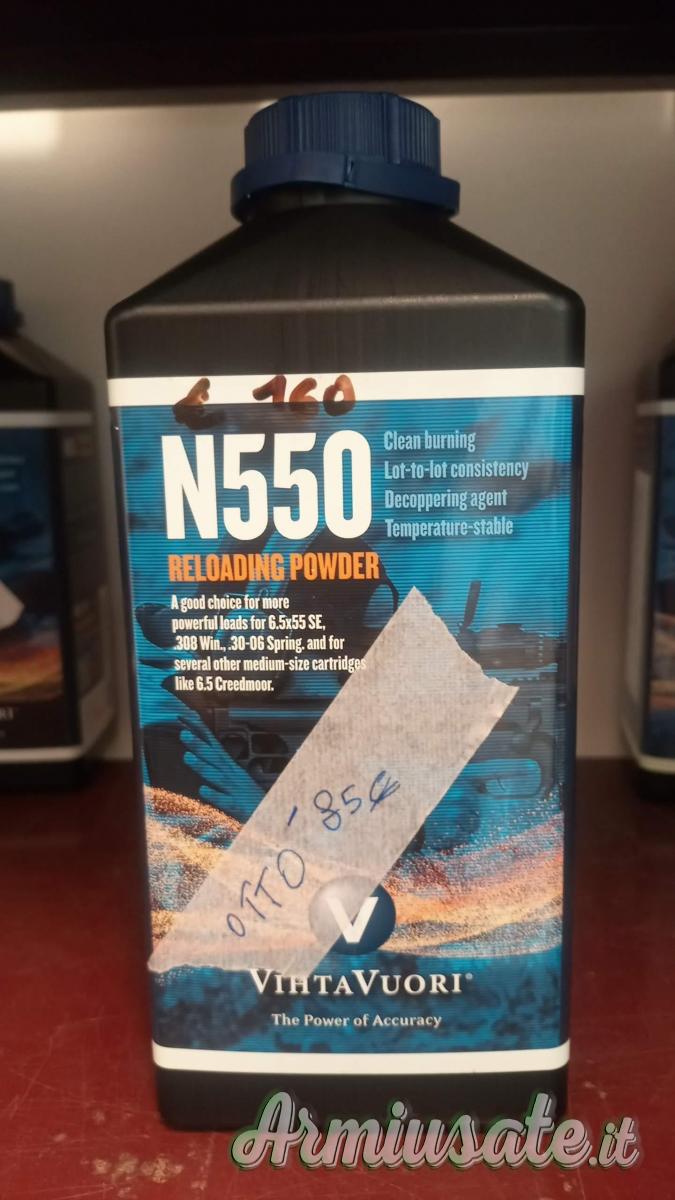 € 160
N550
Clean burning
Lot-to-lot consistency
Decoppering agent
Temperature-stable
RELOADING POWDER
A good choice for more
powerful loads for 6.5x55 SE,
.308 Win., .30-06 Spring. and for
several other medium-size cartridges
like 6.5 Creedmoor.
V
VIHTAVUORI®
The Power of Accuracy
Armiusate.it